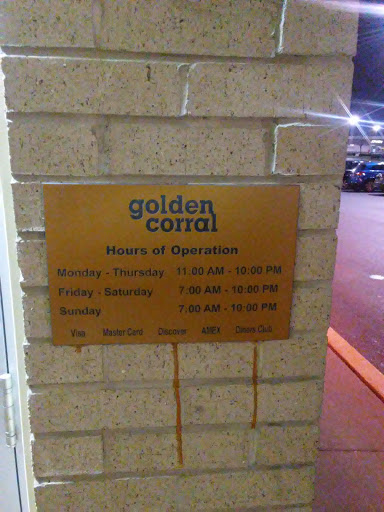 golden
corral
Hours of Operation
Monday - Thursday 11:00 AM - 10:00 PM
Friday - Saturday 7:00 AM - 10:00 PM
Sunday 7:00 AM - 10:00 PM
Visa Master Card Discover AMEX Diners Club